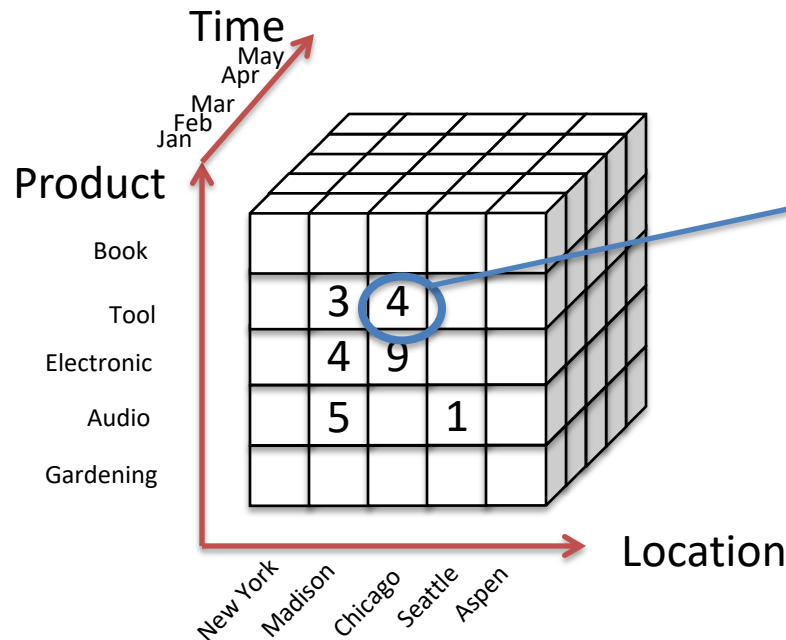 Time
May
Apr
Mar
Feb
Jan
Product
Book
Tool
3 4
Electronic
4 9
Audio
5 1
Gardening
Location
New York
Madison
Chicago
Seattle
Aspen